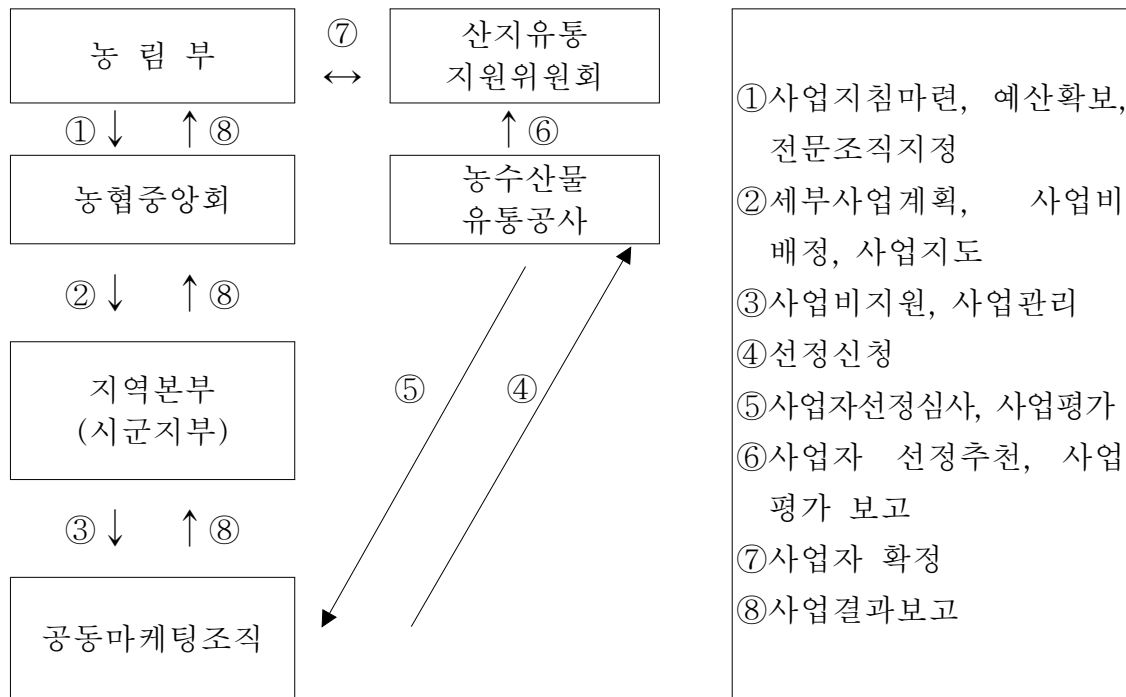 농 림 부
⑦
↔
산지유통
지원위원회
① ↓ ↑ ⑧
↑ ⑥
농협중앙회
농수산물
유통공사
② ↓ ↑ ⑧
지역본부
(시군지부)
⑤
④
③ ↓ ↑ ⑧
공동마케팅조직
①사업지침마련, 예산확보,
전문조직지정
②세부사업계획, 사업비
배정, 사업지도
③사업비지원, 사업관리
④선정신청
⑤사업자선정심사, 사업평가
⑥사업자 선정추천, 사업
평가 보고
⑦사업자 확정
⑧사업결과보고